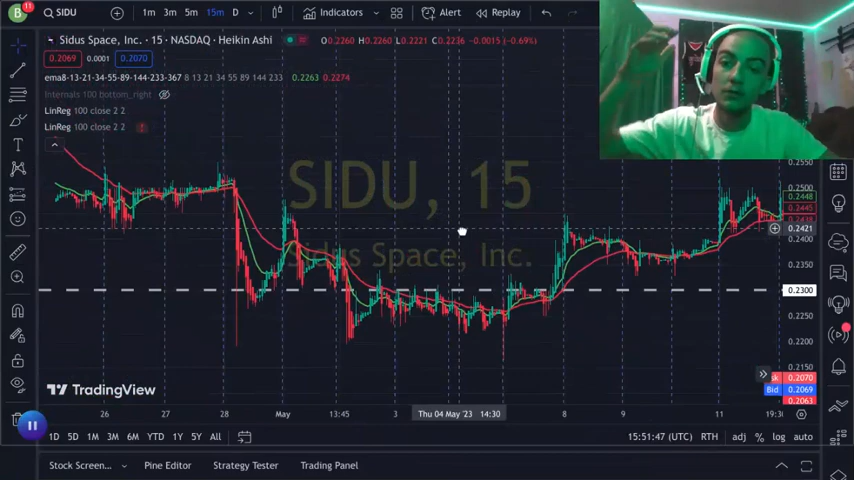 B 11 SIDU 1m 3m 5m 15m D Indicators Alert Replay
Sidus Space, Inc. · 15 · NASDAQ · Heikin Ashi O0.2260 H0.2260 L0.2221 C0.2236 -0.0015 (-0.69%)
0.2069 0.0001 0.2070
ema8-13-21-34-55-89-144-233-367 8 13 21 34 55 89 144 233 0.2263 0.2274
Internals 100 bottom_right
LinReg 100 close 2 2
LinReg 100 close 2 2
SIDU, 15
Sidus Space, Inc.
0.2550
0.2500
0.2448
0.2445
0.2421
0.2400
0.2350
0.2300
0.2250
0.2200
0.2150
0.2070
Bid 0.2069
0.2063
TradingView
26 27 28 May 13:45 3 Thu 04 May '23 14:30 8 9 11 19:3
1D 5D 1M 3M 6M YTD 1Y 5Y All 15:51:47 (UTC) RTH adj % log auto
Stock Screen... Pine Editor Strategy Tester Trading Panel